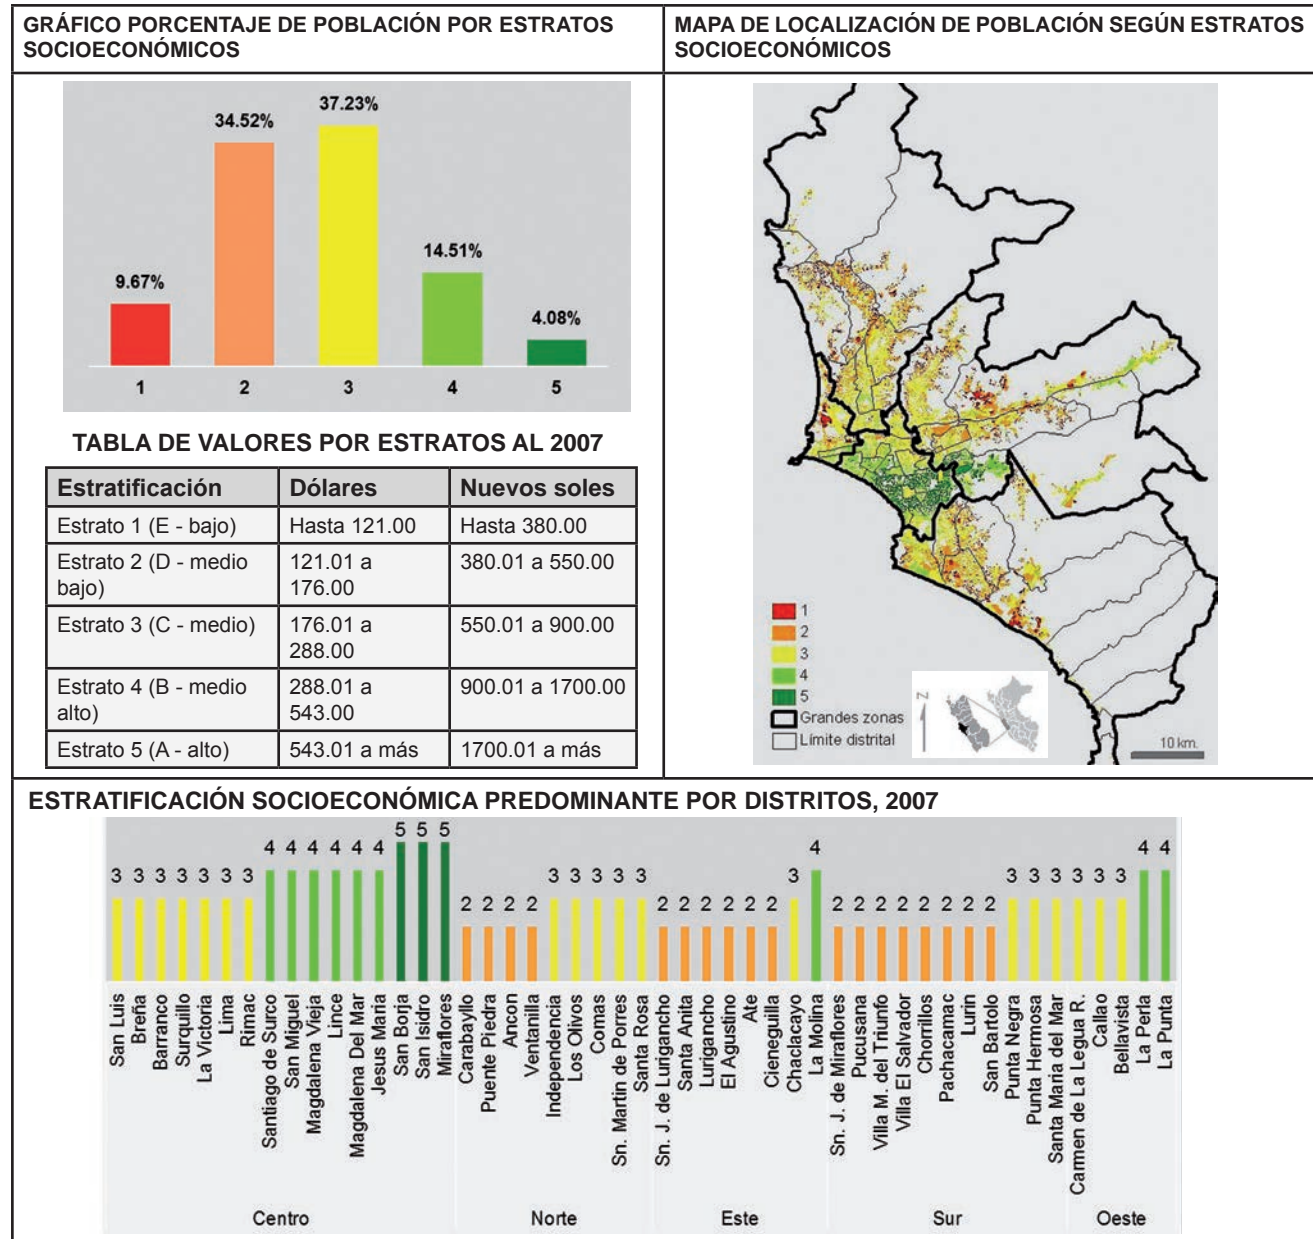 GRÁFICO PORCENTAJE DE POBLACIÓN POR ESTRATOS
SOCIOECONÓMICOS
9.67%
34.52%
37.23%
14.51%
4.08%
1 2 3 4 5
TABLA DE VALORES POR ESTRATOS AL 2007
Estratificación Dólares Nuevos soles
Estrato 1 (E - bajo) Hasta 121.00 Hasta 380.00
Estrato 2 (D - medio 121.01 a 380.01 a 550.00
bajo) 176.00
Estrato 3 (C - medio) 176.01 a 550.01 a 900.00
288.00
Estrato 4 (B - medio 288.01 a 900.01 a 1700.00
alto) 543.00
Estrato 5 (A - alto) 543.01 a más 1700.01 a más
MAPA DE LOCALIZACIÓN DE POBLACIÓN SEGÚN ESTRATOS
SOCIOECONÓMICOS
1
2
3
4
5
Grandes zonas
Límite distrital
N
10 km.
ESTRATIFICACIÓN SOCIOECONÓMICA PREDOMINANTE POR DISTRITOS, 2007
3 3 3 3 3 3 3 4 4 4 4 4 4 5 5 5 2 2 2 2 3 3 3 3 3 2 2 2 2 2 2 3 4 2 2 2 2 2 2 2 2 3 3 3 3 3 3 4 4
San Luis
Breña
Barranco
Surquillo
La Victoria
Lima
Rimac
Santiago de Surco
San Miguel
Magdalena Vieja
Lince
Magdalena Del Mar
Jesus Maria
San Borja
San Isidro
Miraflores
Carabayllo
Puente Piedra
Ancon
Ventanilla
Independencia
Los Olivos
Comas
Sn. Martin de Porres
Santa Rosa
Sn. J. de Lurigancho
Santa Anita
Lurigancho
El Agustino
Ate
Cieneguilla
Chaclacayo
La Molina
Sn. J. de Miraflores
Pucusana
Villa M. del Triunfo
Villa El Salvador
Chorrillos
Pachacamac
Lurin
San Bartolo
Punta Negra
Punta Hermosa
Santa Maria del Mar
Carmen de La Legua R.
Callao
Bellavista
La Perla
La Punta
Centro Norte Este Sur Oeste